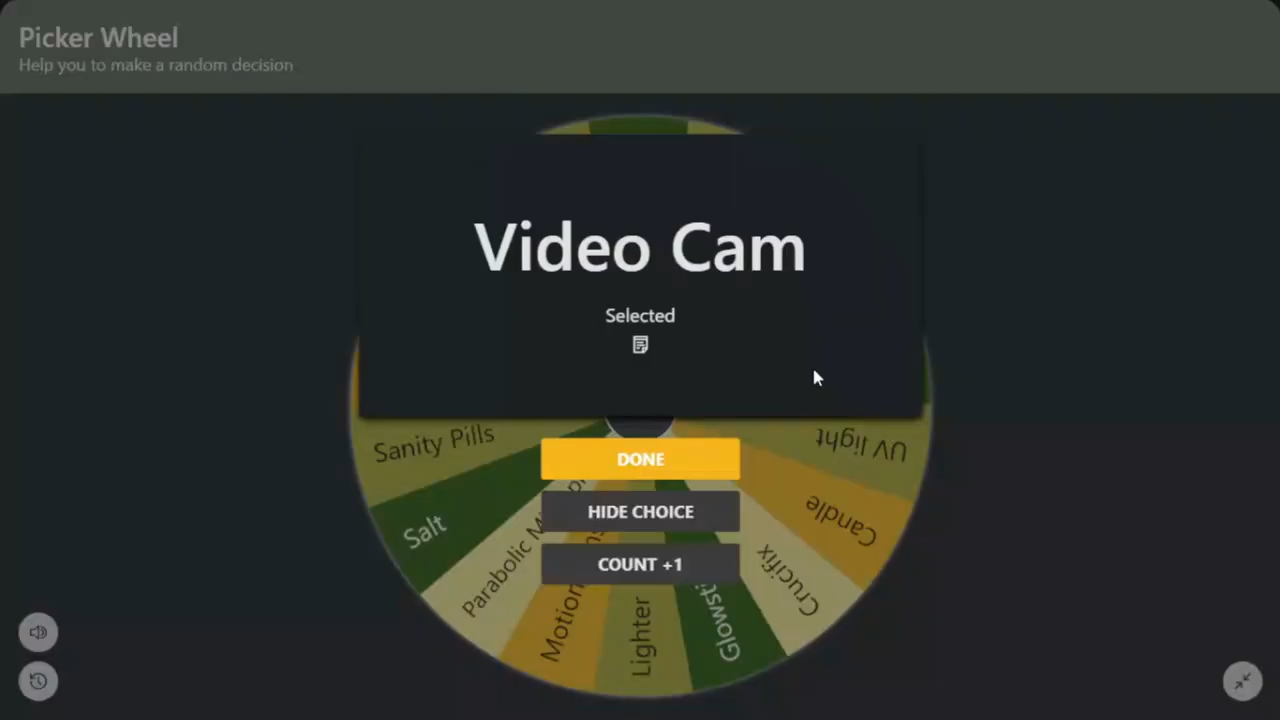 Picker Wheel
Help you to make a random decision
Video Cam
Selected
Sanity Pills
UV light
DONE
Salt
Candle
HIDE CHOICE
Parabolic
Crucifix
COUNT +1
Motion
Lighter